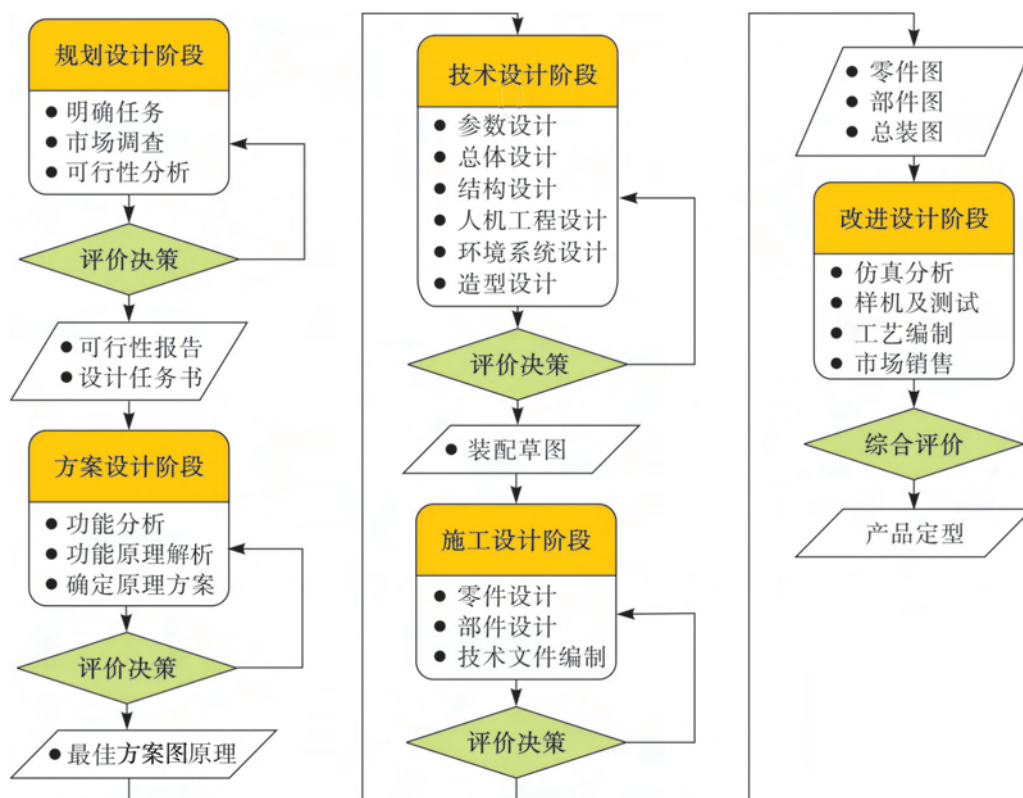 规划设计阶段
● 明确任务
● 市场调查
● 可行性分析
评价决策
● 可行性报告
● 设计任务书
方案设计阶段
● 功能分析
● 功能原理解析
● 确定原理方案
评价决策
● 最佳方案图原理
技术设计阶段
● 参数设计
● 总体设计
● 结构设计
● 人机工程设计
● 环境系统设计
● 造型设计
评价决策
● 装配草图
施工设计阶段
● 零件设计
● 部件设计
● 技术文件编制
评价决策
● 零件图
● 部件图
● 总装图
改进设计阶段
● 仿真分析
● 样机及测试
● 工艺编制
● 市场销售
综合评价
产品定型